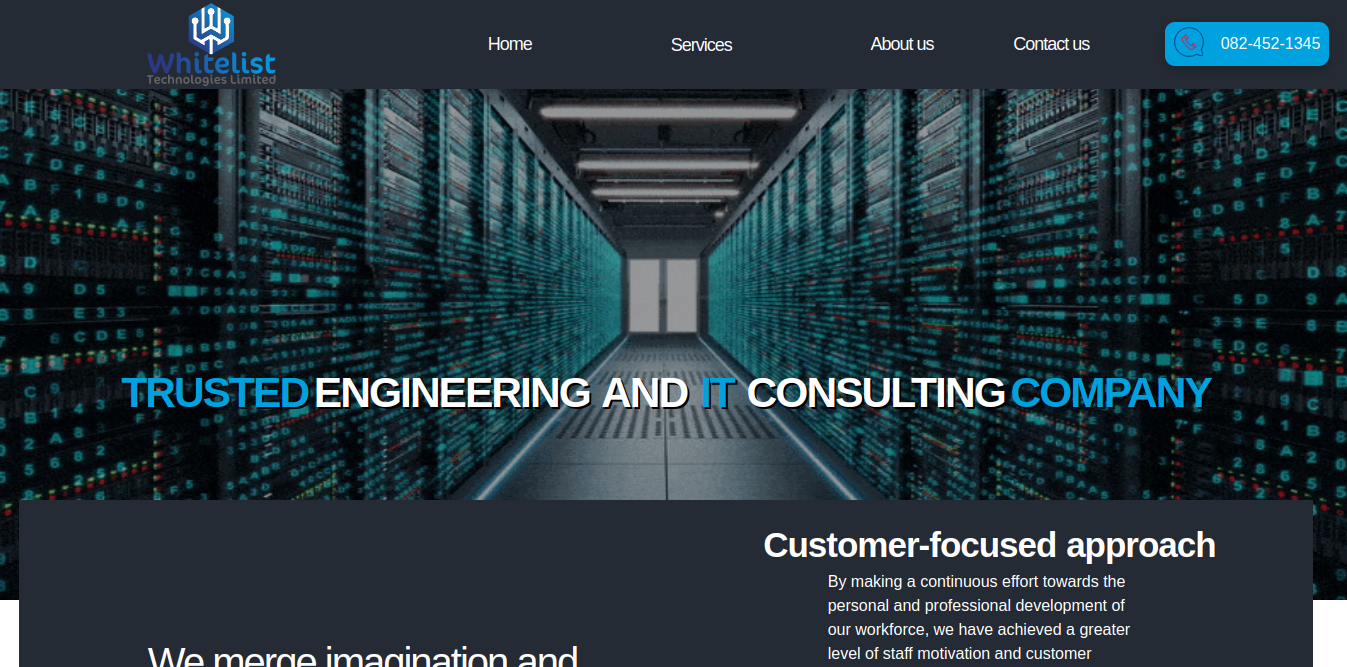 Whitelist
Technologies Limited
Home
Services
About us
Contact us
082-452-1345
TRUSTED ENGINEERING AND IT CONSULTING COMPANY
Customer-focused approach
By making a continuous effort towards the
personal and professional development of
our workforce, we have achieved a greater
level of staff motivation and customer
We merge imagination and